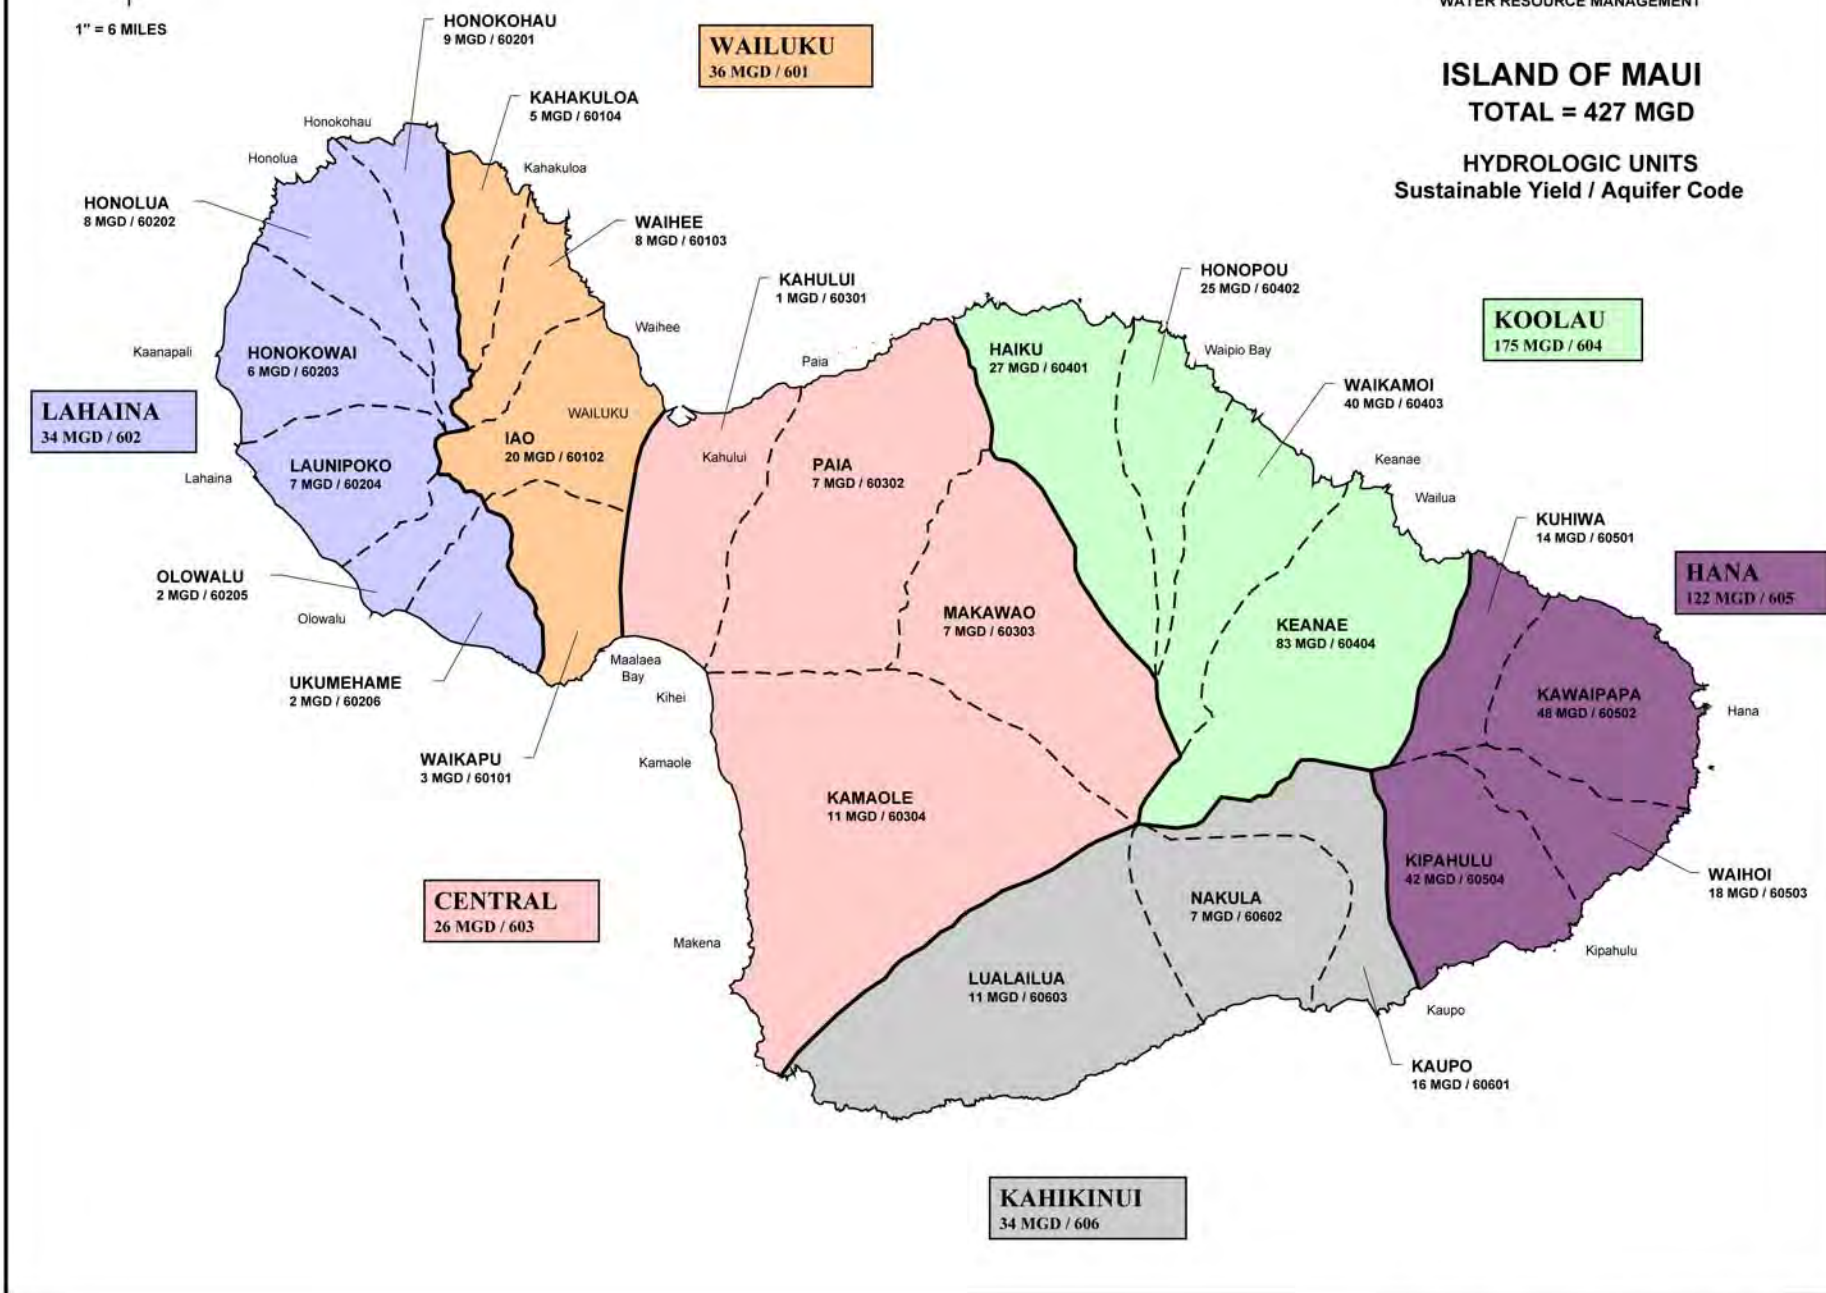 WATER RESOURCE MANAGEMENT
1" = 6 MILES
HONOKOHAU
9 MGD / 60201
WAILUKU
36 MGD / 601
ISLAND OF MAUI
TOTAL = 427 MGD
HYDROLOGIC UNITS
Sustainable Yield / Aquifer Code
KAHAKULOA
5 MGD / 60104
Honokohau
Honolua
Kahakuloa
HONOLUA
8 MGD / 60202
WAIHEE
8 MGD / 60103
KAHULUI
1 MGD / 60301
HONOPOU
25 MGD / 60402
KOOLAU
175 MGD / 604
Waihee
Kaanapali
HONOKOWAI
6 MGD / 60203
Paia
HAIKU
27 MGD / 60401
Waipio Bay
WAIKAMOI
40 MGD / 60403
LAHAINA
34 MGD / 602
WAILUKU
IAO
20 MGD / 60102
Kahului
PAIA
7 MGD / 60302
Keanae
Wailua
LAUNIPOKO
7 MGD / 60204
Lahaina
KUHIWA
14 MGD / 60501
HANA
122 MGD / 605
OLOWALU
2 MGD / 60205
Olowalu
MAKAWAO
7 MGD / 60303
KEANAE
83 MGD / 60404
Maalaea
Bay
Kihei
UKUMEHAME
2 MGD / 60206
KAWAIPAPA
48 MGD / 60502
Hana
WAIKAPU
3 MGD / 60101
Kamaole
KAMAOLE
11 MGD / 60304
KIPAHULU
42 MGD / 60504
WAIHOI
18 MGD / 60503
CENTRAL
26 MGD / 603
NAKULA
7 MGD / 60602
Makena
Kipahulu
LUALAILUA
11 MGD / 60603
Kaupo
KAUPO
16 MGD / 60601
KAHIKINUI
34 MGD / 606